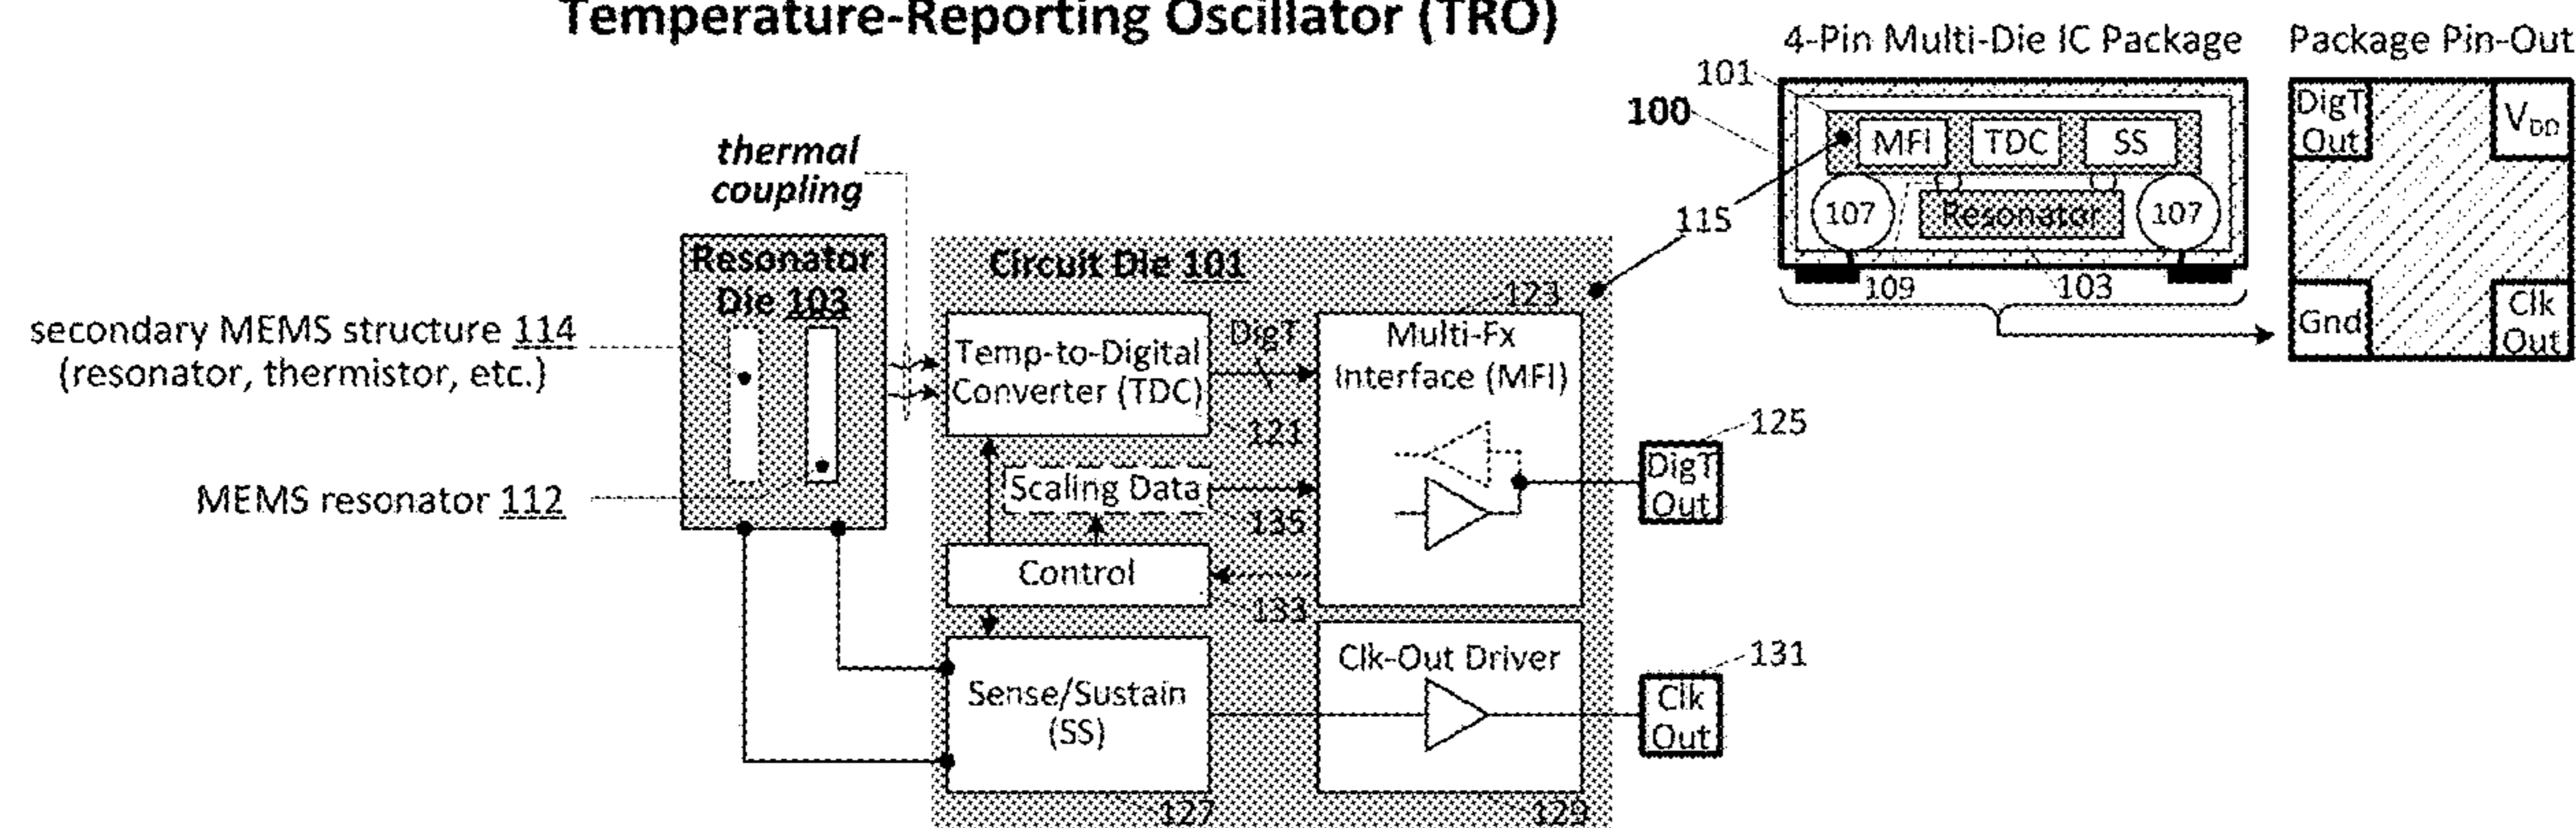 Temperature-Reporting Oscillator (TRO)
4-Pin Multi-Die IC Package
Package Pin-Out
101
100
MFI
TDC
SS
DigT
Out
VDD
107
Resonator
107
115
109
103
Gnd
Clk
Out
thermal
coupling
Resonator
Die 103
Circuit Die 101
secondary MEMS structure 114
(resonator, thermistor, etc.)
MEMS resonator 112
Temp-to-Digital
Converter (TDC)
DigT
121
123
Multi-Fx
Interface (MFI)
125
DigT
Out
Scaling Data
135
Control
133
Sense/Sustain
(SS)
127
Clk-Out Driver
129
131
Clk
Out